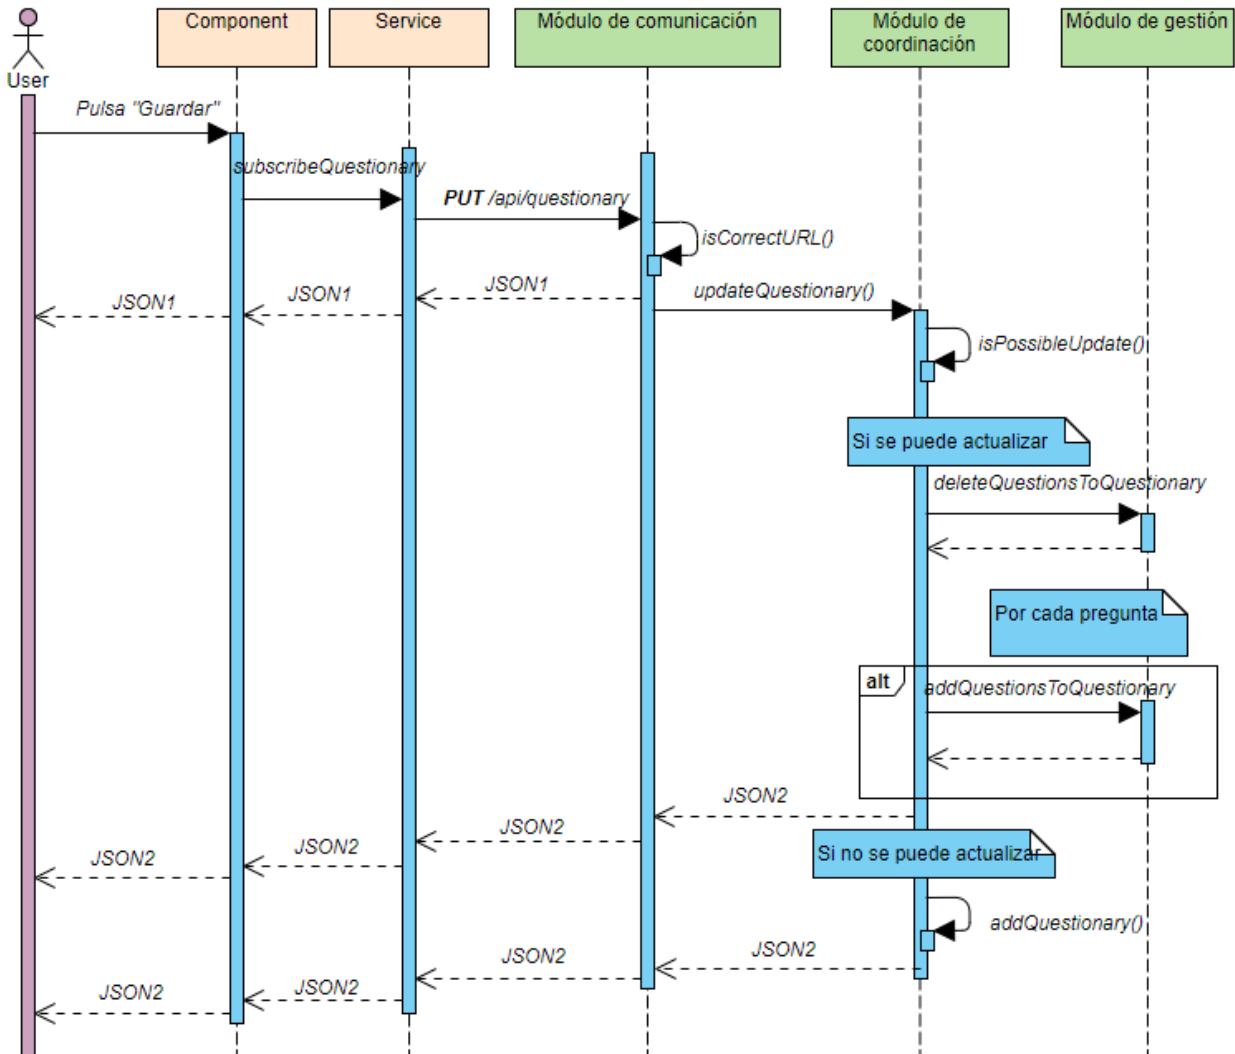 User
Component
Service
Módulo de comunicación
Módulo de
coordinación
Módulo de gestión
Pulsa "Guardar"
subscribeQuestionary
PUT /api/questionary
isCorrectURL()
JSON1
JSON1
JSON1
updateQuestionary()
isPossibleUpdate()
Si se puede actualizar
deleteQuestionsToQuestionary
Por cada pregunta
alt
addQuestionsToQuestionary
JSON2
JSON2
JSON2
JSON2
Si no se puede actualizar
addQuestionary()
JSON2
JSON2
JSON2
JSON2